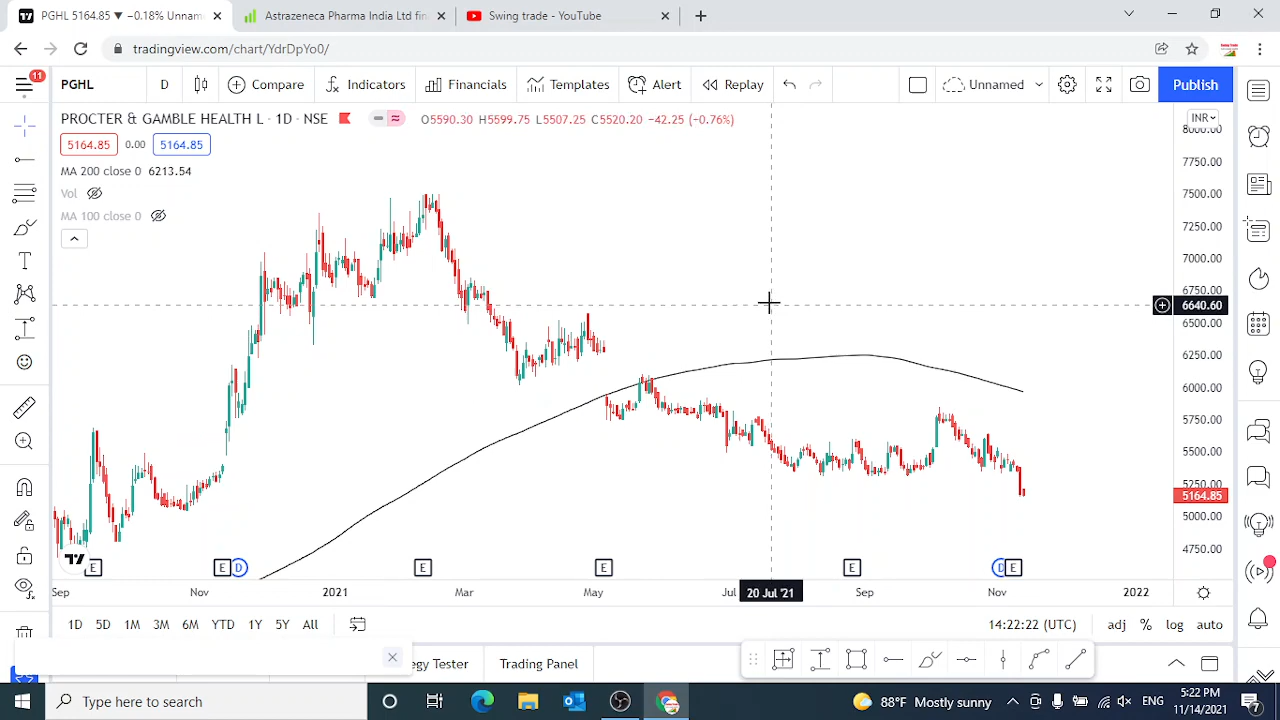 PGHL 5164.85 ▼ −0.18% Unnam
Astrazeneca Pharma India Ltd fin
Swing trade - YouTube
tradingview.com/chart/YdrDpYo0/
11
PGHL
D
Compare
Indicators
Financials
Templates
Alert
Replay
Unnamed
Publish
PROCTER & GAMBLE HEALTH L · 1D · NSE
O5590.30 H5599.75 L5507.25 C5520.20 −42.25 (−0.76%)
INR
5164.85
0.00
5164.85
MA 200 close 0 6213.54
Vol
MA 100 close 0
8000.00
7750.00
7500.00
7250.00
7000.00
6750.00
6640.60
6500.00
6250.00
6000.00
5750.00
5500.00
5250.00
5164.85
5000.00
4750.00
E
E
D
E
E
E
D
E
Sep
Nov
2021
Mar
May
Jul
20 Jul '21
Sep
Nov
2022
1D
5D
1M
3M
6M
YTD
1Y
5Y
All
14:22:22 (UTC)
adj
%
log
auto
egy Tester
Trading Panel
Type here to search
88°F Mostly sunny
ENG
5:22 PM
11/14/2021
7